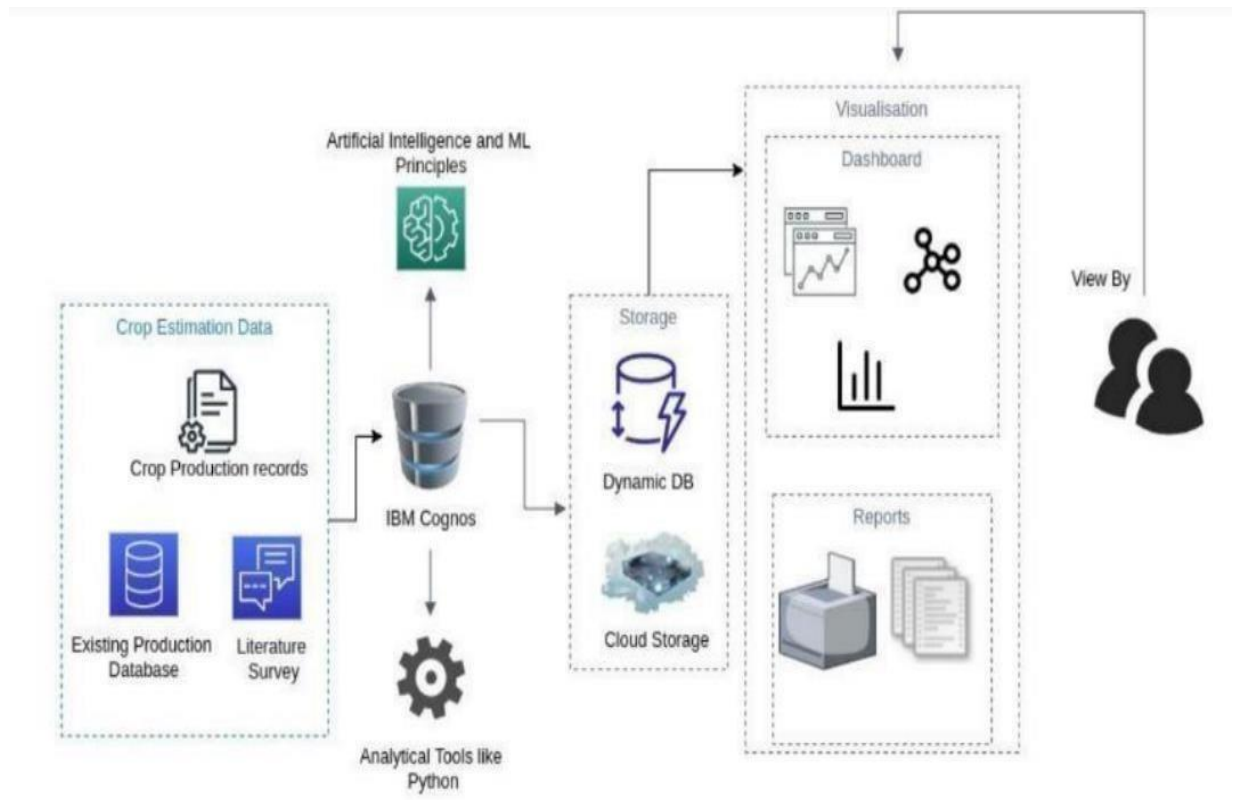 Crop Estimation Data
Crop Production records
Existing Production
Database
Literature
Survey
Artificial Intelligence and ML
Principles
IBM Cognos
Analytical Tools like
Python
Storage
Dynamic DB
Cloud Storage
Visualisation
Dashboard
Reports
View By